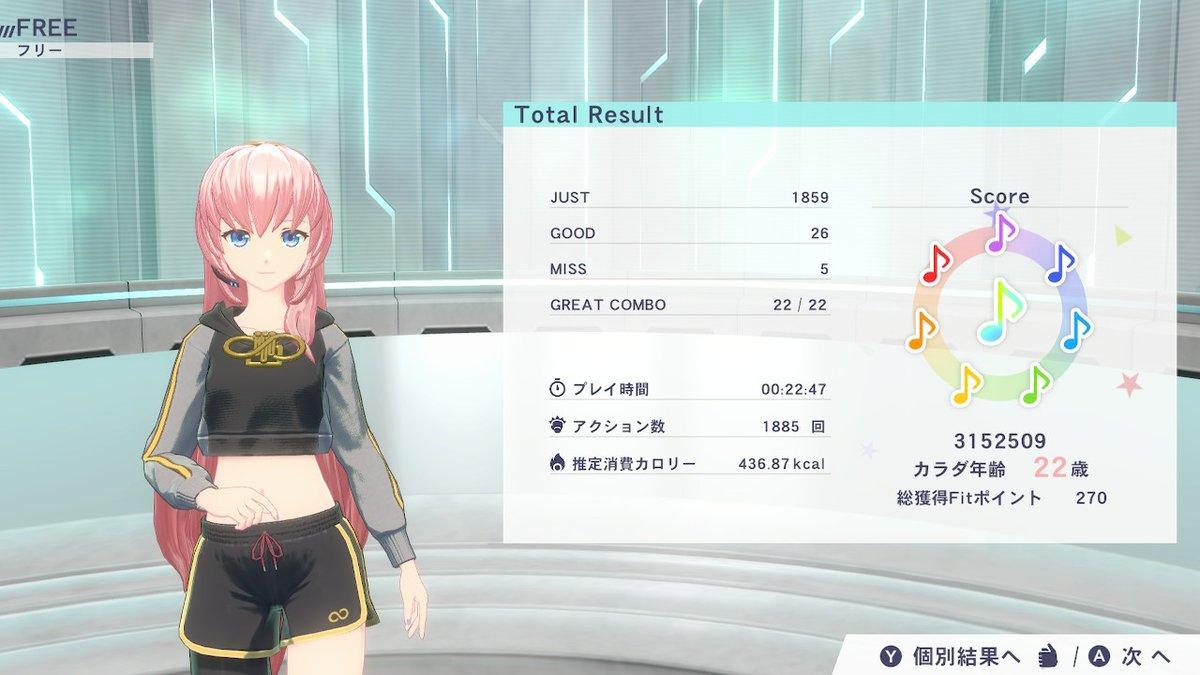 FREE
フリー
Total Result
JUST 1859
GOOD 26
MISS 5
GREAT COMBO 22 / 22
プレイ時間 00:22:47
アクション数 1885 回
推定消費カロリー 436.87kcal
Score
3152509
カラダ年齢 22歳
総獲得Fitポイント 270
Y 個別結果へ / A 次 へ